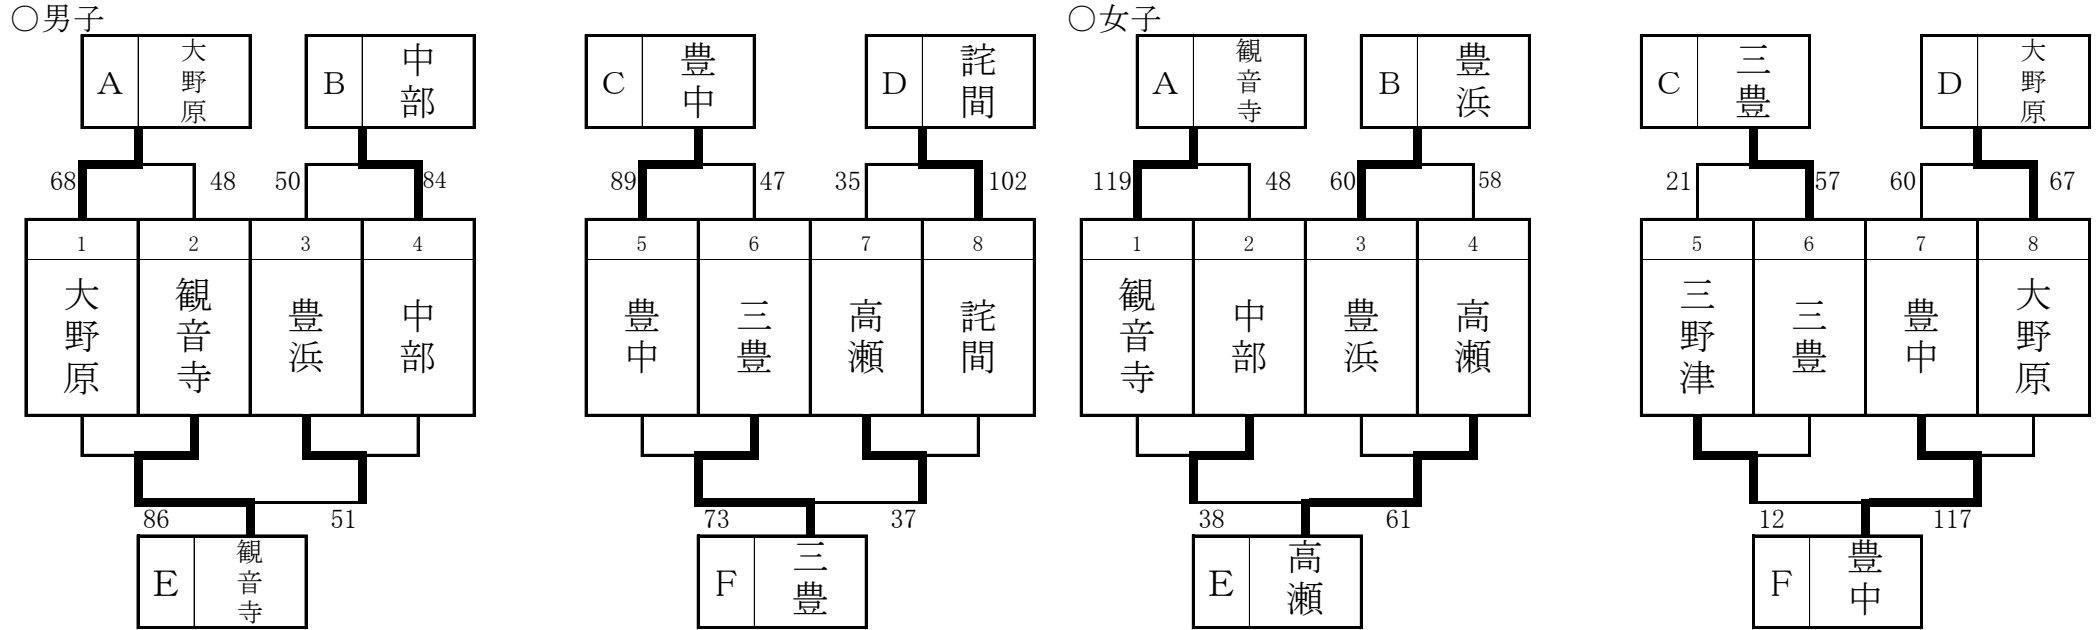 ○男子
○女子
A 大野原
B 中部
C 豊中
D 詫間
A 観音寺
B 豊浜
C 三豊
D 大野原
68 48 50 84 89 47 35 102 119 48 60 58 21 57 60 67
1 2 3 4 5 6 7 8 1 2 3 4 5 6 7 8
大野原
観音寺
豊浜
中部
豊中
三豊
高瀬
詫間
観音寺
中部
豊浜
高瀬
三野津
三豊
豊中
大野原
86 51 73 37 38 61 12 117
E 観音寺
F 三豊
E 高瀬
F 豊中